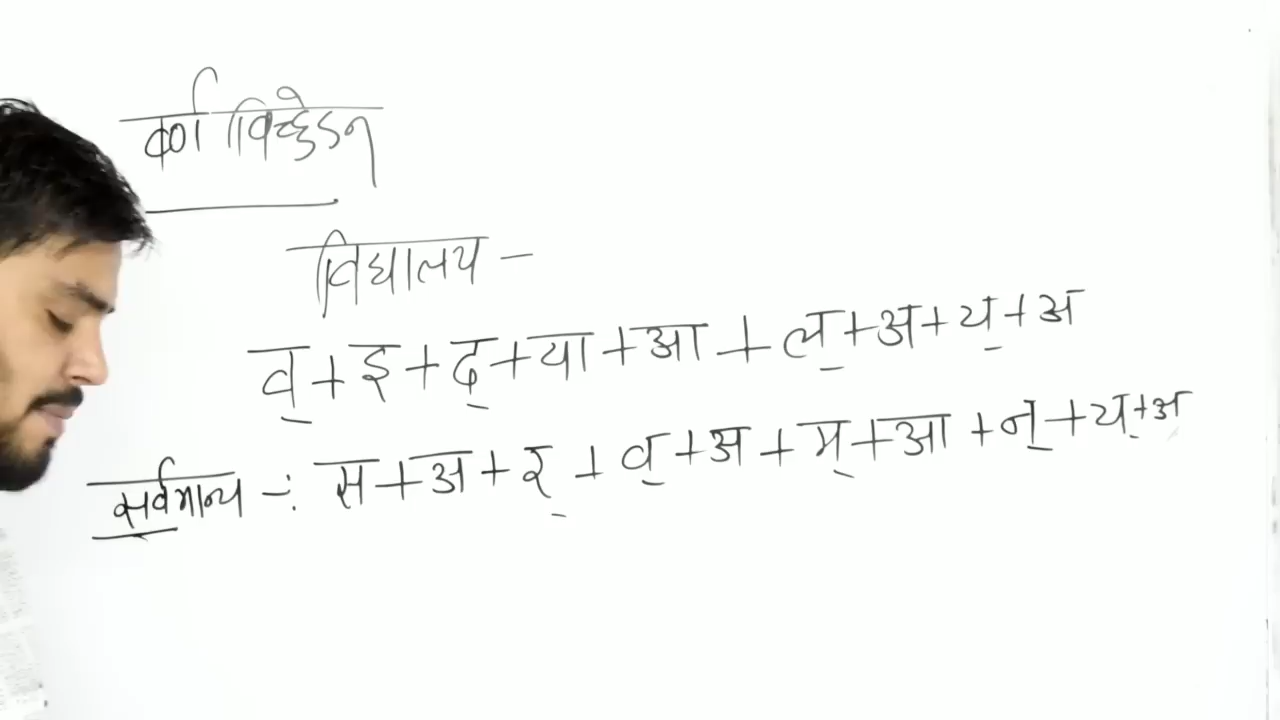 वर्ण विच्छेदन
विद्यालय –
व् + इ + द् + या + आ + ल् + अ + य् + अ
सर्वमान्य -: स + अ + र् + व् + अ + म् + आ + न् + य् + अ